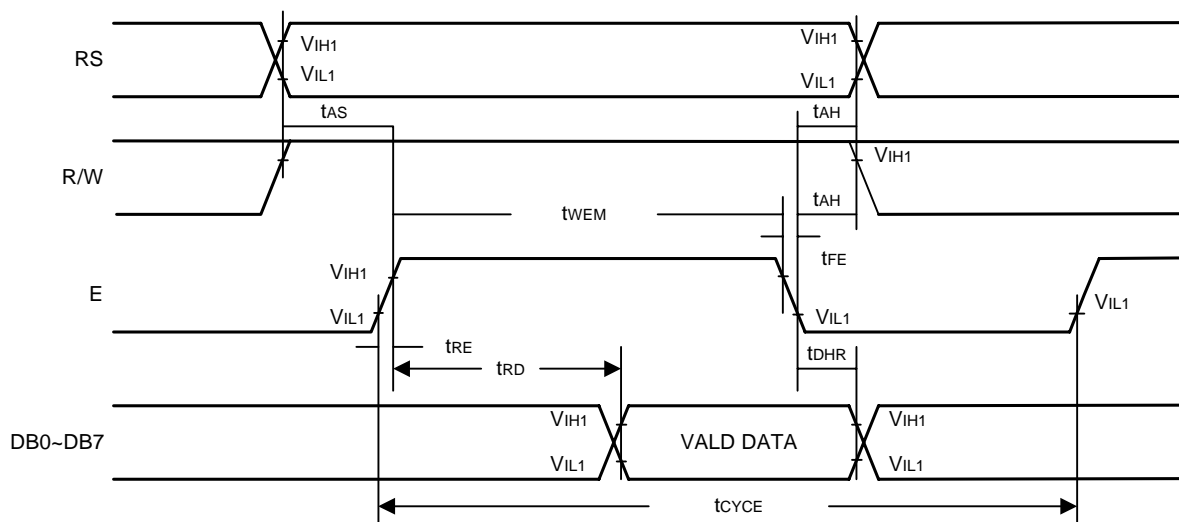 RS
VIH1
VIL1
VIH1
VIL1
tAS
tAH
R/W
VIH1
tWEM
tAH
tFE
E
VIH1
VIL1
VIL1
VIL1
tRE
tRD
tDHR
DB0~DB7
VIH1
VIL1
VALD DATA
VIH1
VIL1
tCYCE